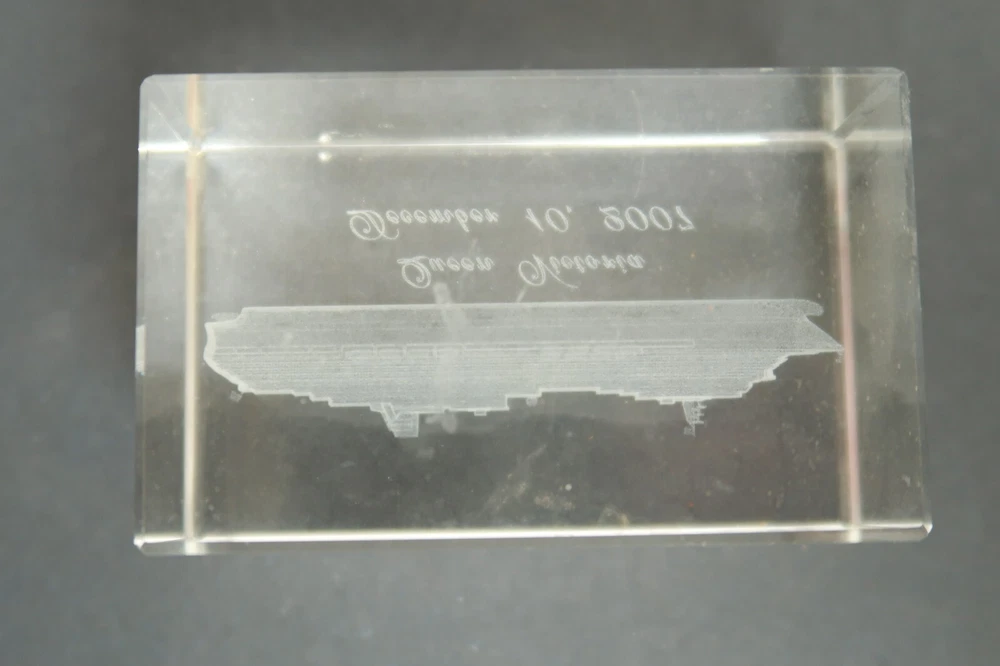 Queen Victoria
December 10, 2007